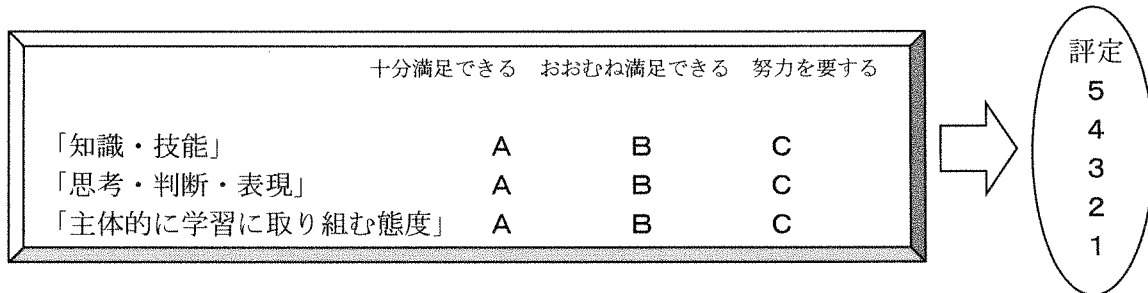 十分満足できる おおむね満足できる 努力を要する
「知識・技能」 A B C
「思考・判断・表現」 A B C
「主体的に学習に取り組む態度」 A B C
評定
5
4
3
2
1